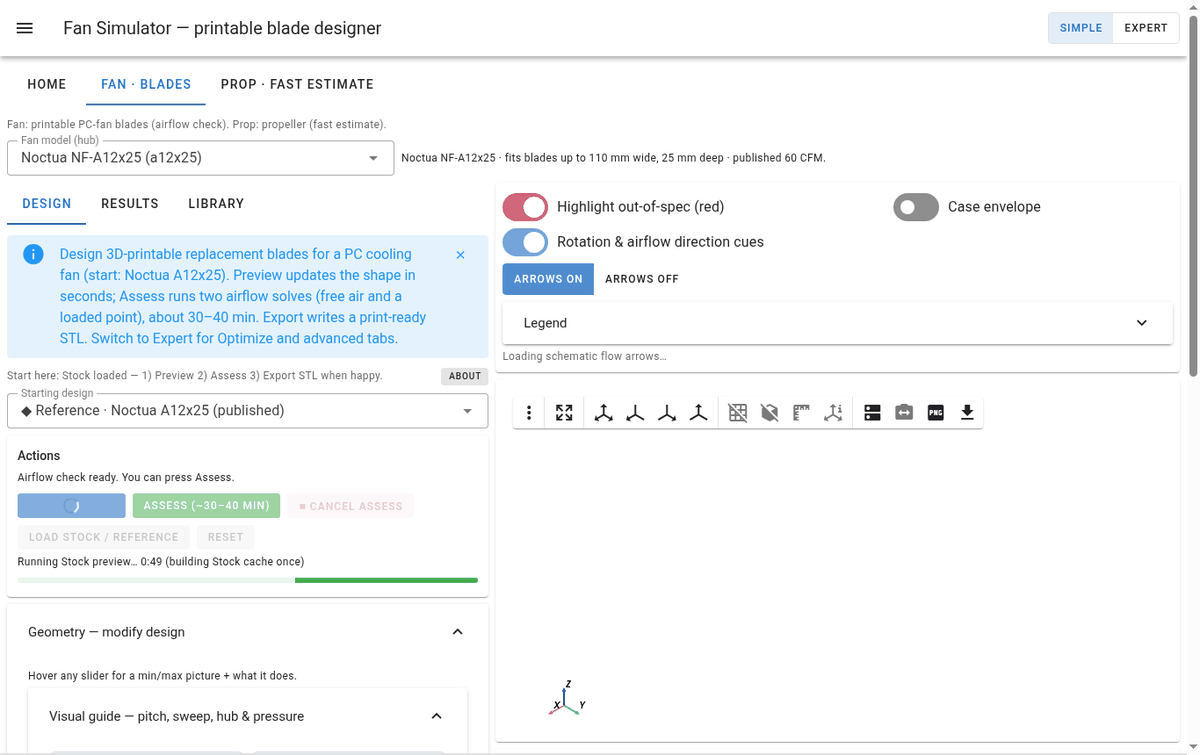 Fan Simulator — printable blade designer
SIMPLE
EXPERT
HOME
FAN · BLADES
PROP · FAST ESTIMATE
Fan: printable PC-fan blades (airflow check). Prop: propeller (fast estimate).
Fan model (hub)
Noctua NF-A12x25 (a12x25)
Noctua NF-A12x25 · fits blades up to 110 mm wide, 25 mm deep · published 60 CFM.
DESIGN
RESULTS
LIBRARY
Design 3D-printable replacement blades for a PC cooling
fan (start: Noctua A12x25). Preview updates the shape in
seconds; Assess runs two airflow solves (free air and a
loaded point), about 30–40 min. Export writes a print-ready
STL. Switch to Expert for Optimize and advanced tabs.
Start here: Stock loaded — 1) Preview 2) Assess 3) Export STL when happy.
ABOUT
Starting design
◆ Reference · Noctua A12x25 (published)
Actions
Airflow check ready. You can press Assess.
ASSESS (~30–40 MIN)
■ CANCEL ASSESS
LOAD STOCK / REFERENCE
RESET
Running Stock preview… 0:49 (building Stock cache once)
Geometry — modify design
Hover any slider for a min/max picture + what it does.
Visual guide — pitch, sweep, hub & pressure
Highlight out-of-spec (red)
Case envelope
Rotation & airflow direction cues
ARROWS ON
ARROWS OFF
Legend
Loading schematic flow arrows…
PNG
Z
X
Y